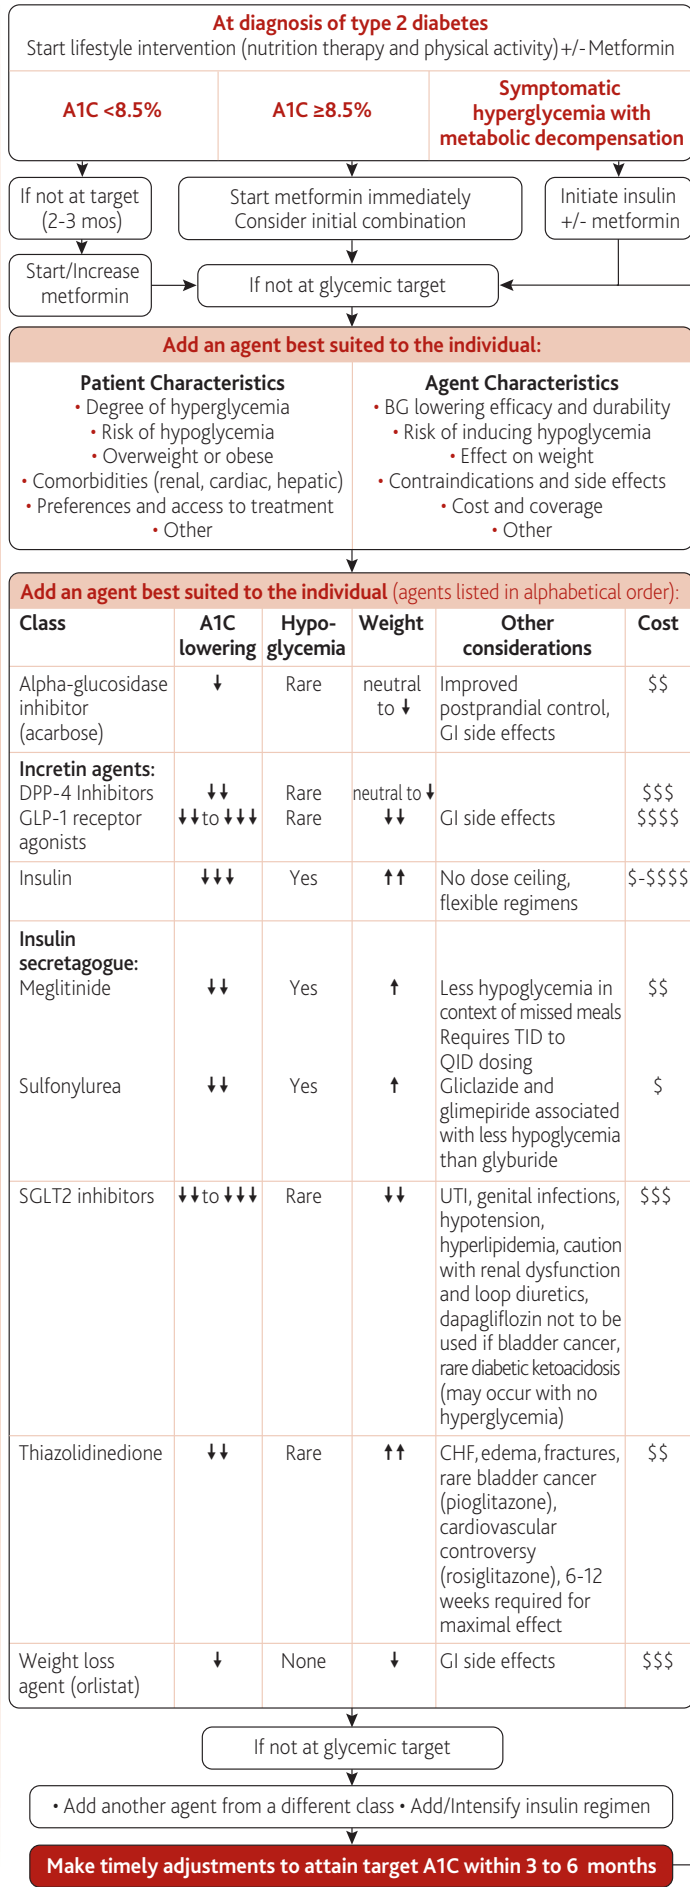 At diagnosis of type 2 diabetes
Start lifestyle intervention (nutrition therapy and physical activity) +/- Metformin
A1C <8.5%
A1C ≥8.5%
Symptomatic
hyperglycemia with
metabolic decompensation
If not at target
(2-3 mos)
Start metformin immediately
Consider initial combination
Initiate insulin
+/- metformin
Start/Increase
metformin
If not at glycemic target
Add an agent best suited to the individual:
Patient Characteristics
• Degree of hyperglycemia
• Risk of hypoglycemia
• Overweight or obese
• Comorbidities (renal, cardiac, hepatic)
• Preferences and access to treatment
• Other
Agent Characteristics
• BG lowering efficacy and durability
• Risk of inducing hypoglycemia
• Effect on weight
• Contraindications and side effects
• Cost and coverage
• Other
Add an agent best suited to the individual (agents listed in alphabetical order):
Class
A1C
lowering
Hypo-
glycemia
Weight
Other
considerations
Cost
Alpha-glucosidase
inhibitor
(acarbose)
↓
Rare
neutral
to ↓
Improved
postprandial control,
GI side effects
$$
Incretin agents:
DPP-4 Inhibitors
↓↓
Rare
neutral to ↓
$$$
GLP-1 receptor
agonists
↓↓ to ↓↓↓
Rare
↓↓
GI side effects
$$$$
Insulin
↓↓↓
Yes
↑↑
No dose ceiling,
flexible regimens
$-$$$$
Insulin
secretagogue:
Meglitinide
↓↓
Yes
↑
Less hypoglycemia in
context of missed meals
Requires TID to
QID dosing
$$
Sulfonylurea
↓↓
Yes
↑
Gliclazide and
glimepiride associated
with less hypoglycemia
than glyburide
$
SGLT2 inhibitors
↓↓ to ↓↓↓
Rare
↓↓
UTI, genital infections,
hypotension,
hyperlipidemia, caution
with renal dysfunction
and loop diuretics,
dapagliflozin not to be
used if bladder cancer,
rare diabetic ketoacidosis
(may occur with no
hyperglycemia)
$$$
Thiazolidinedione
↓↓
Rare
↑↑
CHF, edema, fractures,
rare bladder cancer
(pioglitazone),
cardiovascular
controversy
(rosiglitazone), 6-12
weeks required for
maximal effect
$$
Weight loss
agent (orlistat)
↓
None
↓
GI side effects
$$$
If not at glycemic target
• Add another agent from a different class • Add/Intensify insulin regimen
Make timely adjustments to attain target A1C within 3 to 6 months